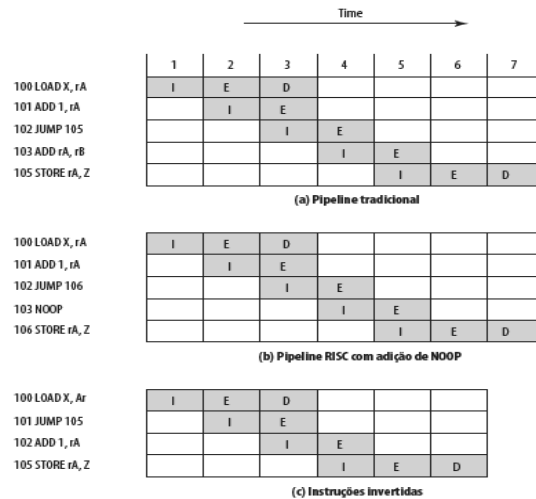 Time
1 2 3 4 5 6 7
100 LOAD X, rA I E D
101 ADD 1, rA I E
102 JUMP 105 I E
103 ADD rA, rB I E
105 STORE rA, Z I E D
(a) Pipeline tradicional
100 LOAD X, rA I E D
101 ADD 1, rA I E
102 JUMP 106 I E
103 NOOP I E
106 STORE rA, Z I E D
(b) Pipeline RISC com adição de NOOP
100 LOAD X, Ar I E D
101 JUMP 105 I E
102 ADD 1, rA I E
105 STORE rA, Z I E D
(c) Instruções invertidas